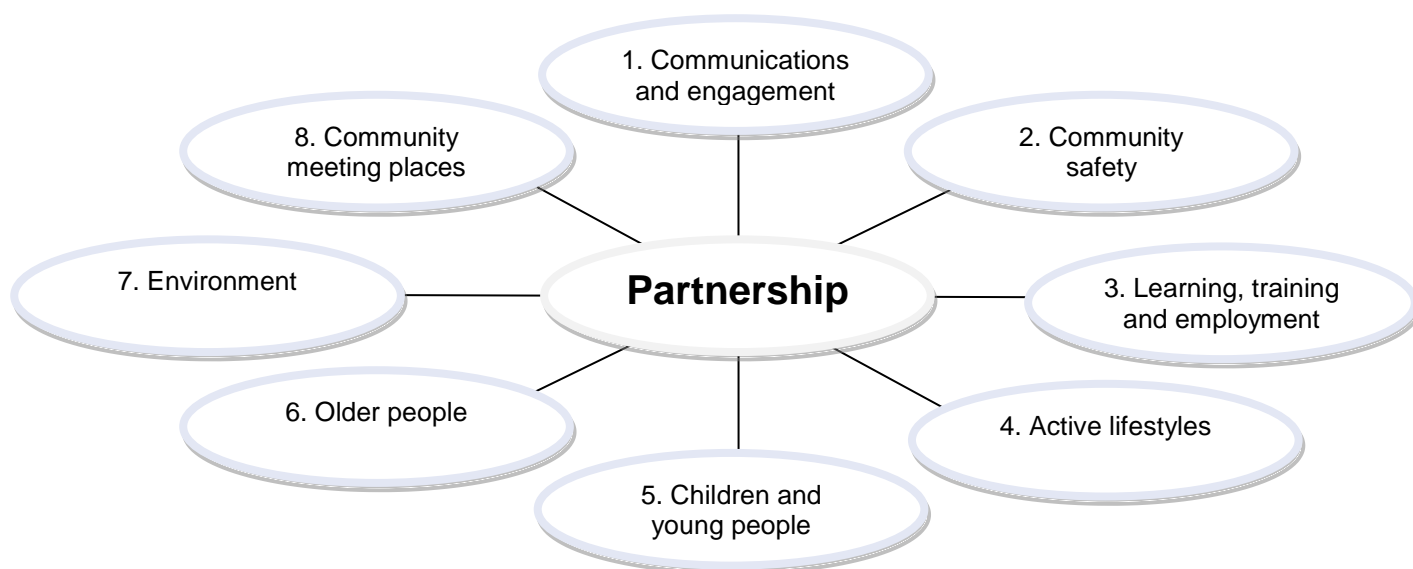 1. Communications
and engagement
2. Community
safety
3. Learning, training
and employment
4. Active lifestyles
5. Children and
young people
6. Older people
7. Environment
8. Community
meeting places
Partnership